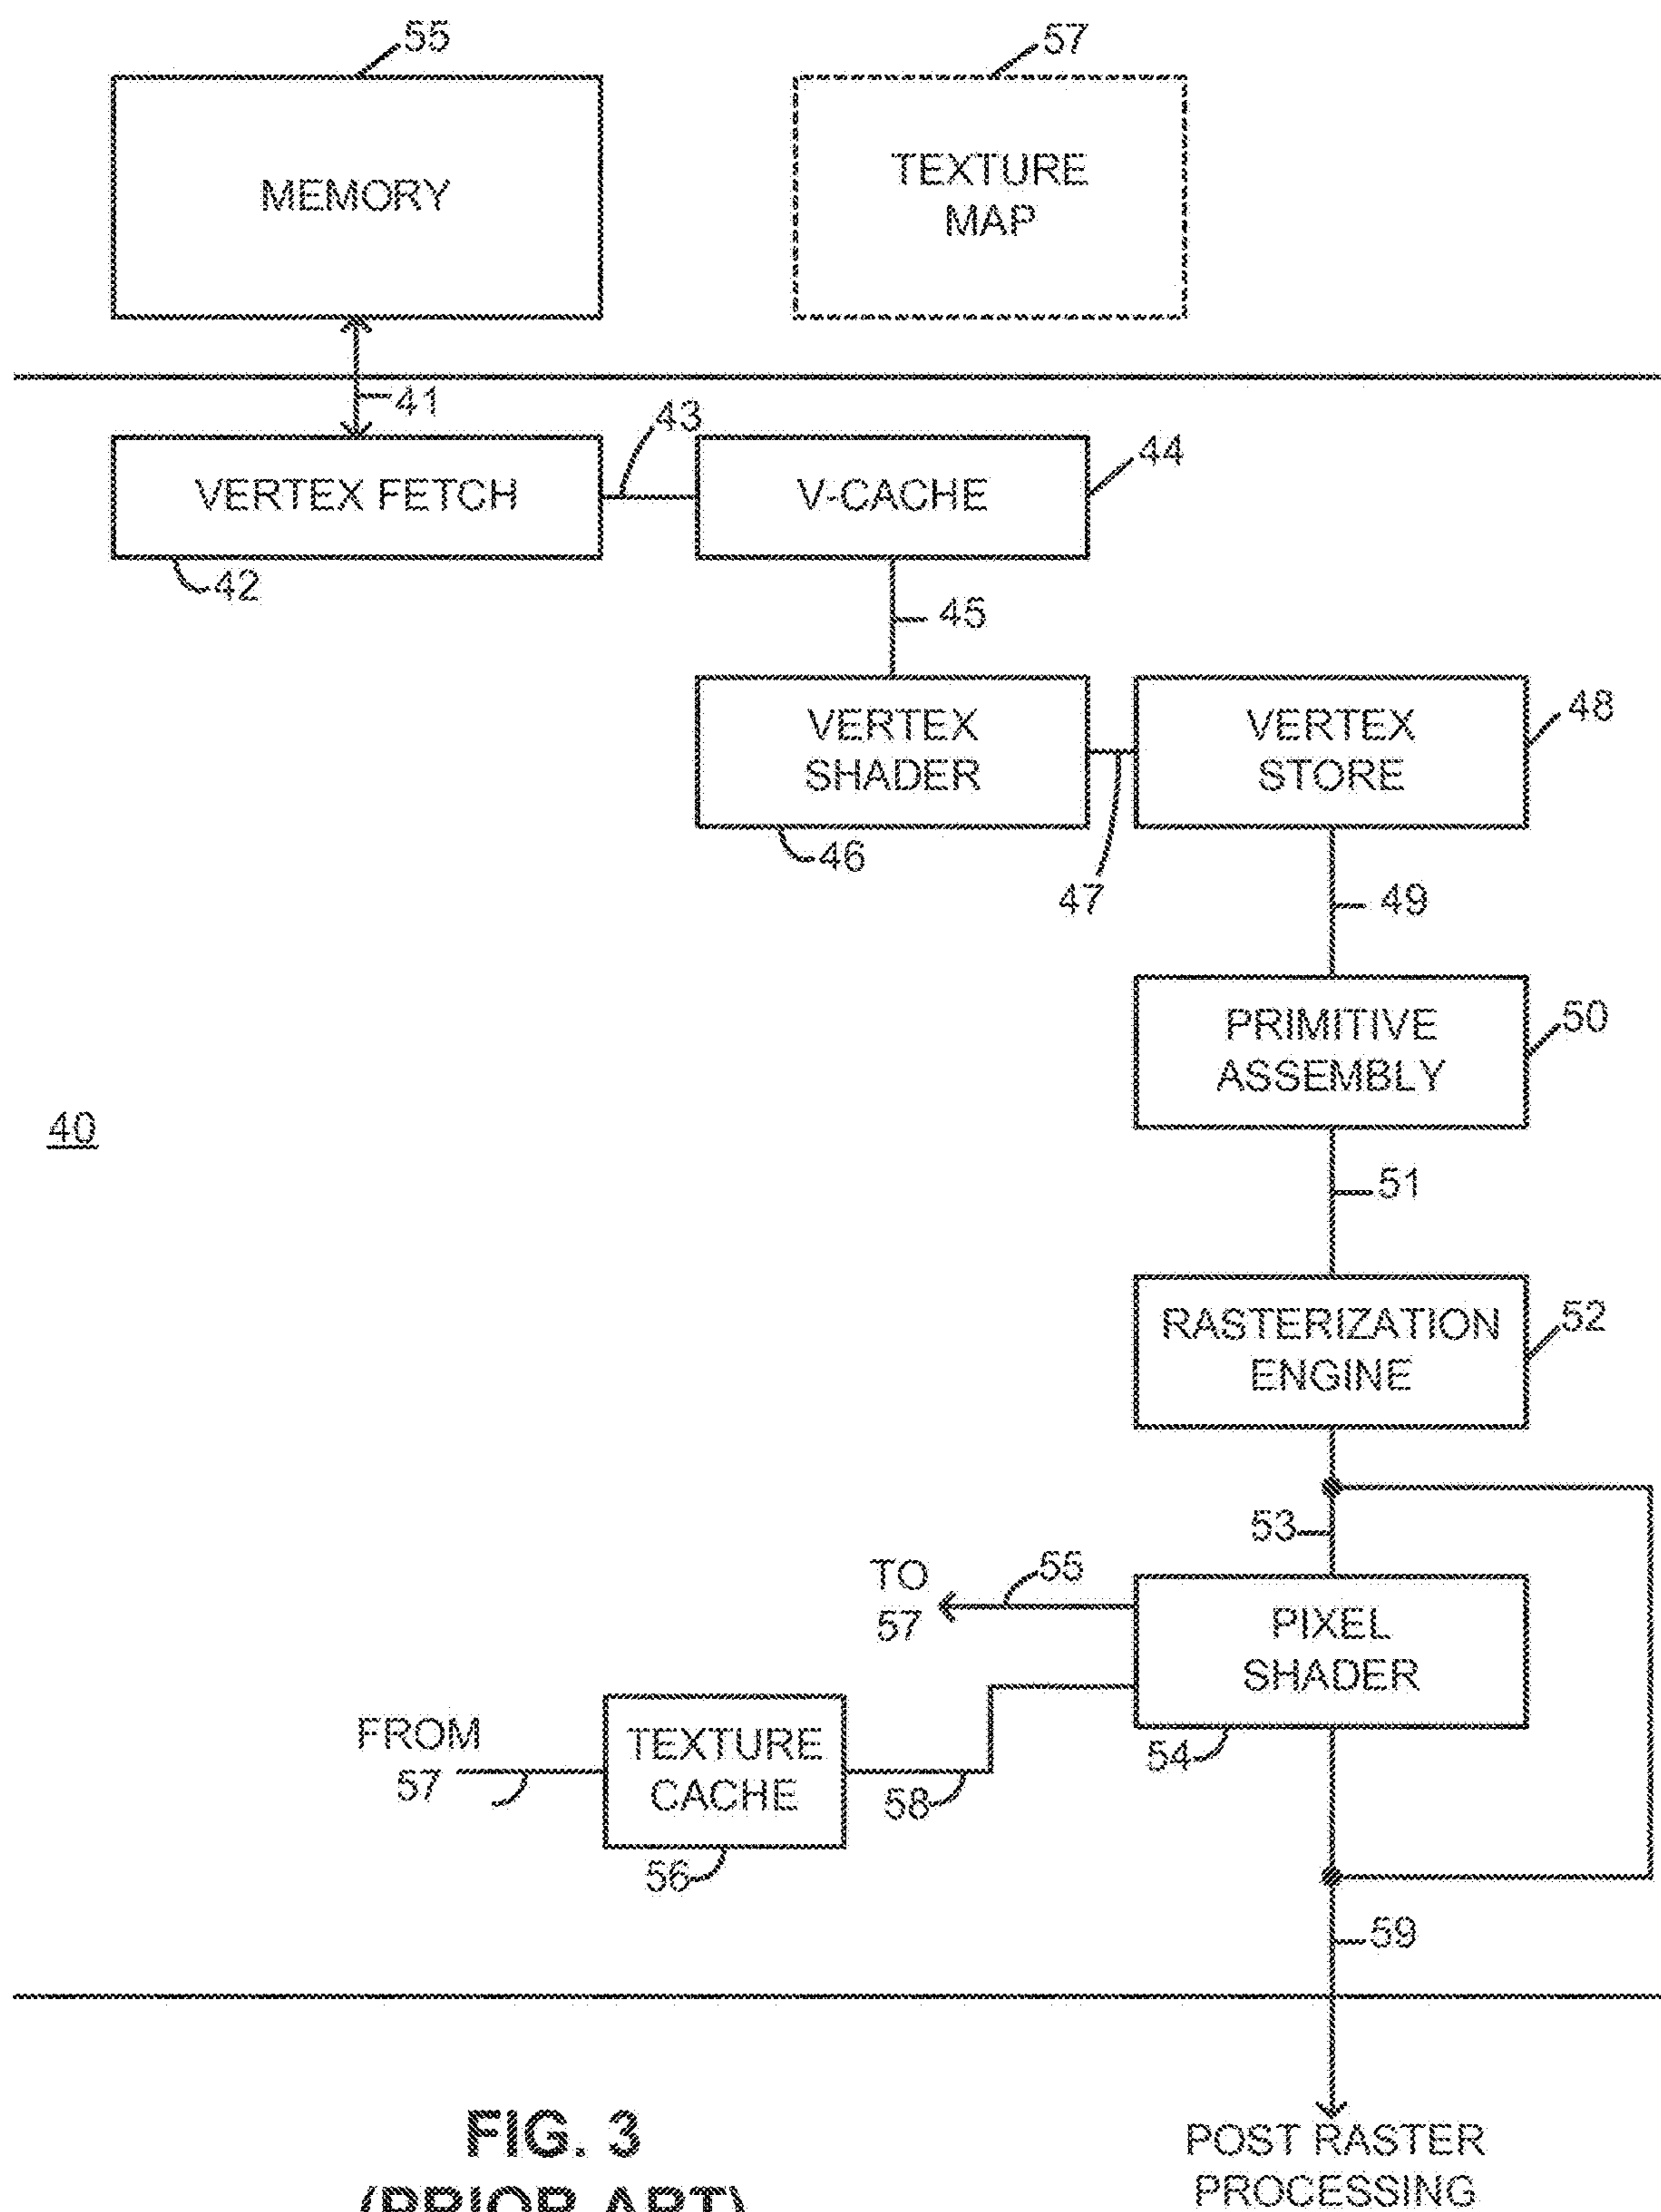 55
57
MEMORY
TEXTURE
MAP
41
43
44
VERTEX FETCH
V-CACHE
42
45
48
VERTEX
SHADER
VERTEX
STORE
46
47
49
50
PRIMITIVE
ASSEMBLY
40
51
52
RASTERIZATION
ENGINE
53
TO
57
55
PIXEL
SHADER
54
FROM
57
TEXTURE
CACHE
58
56
59
FIG. 3
(PRIOR ART)
POST RASTER
PROCESSING